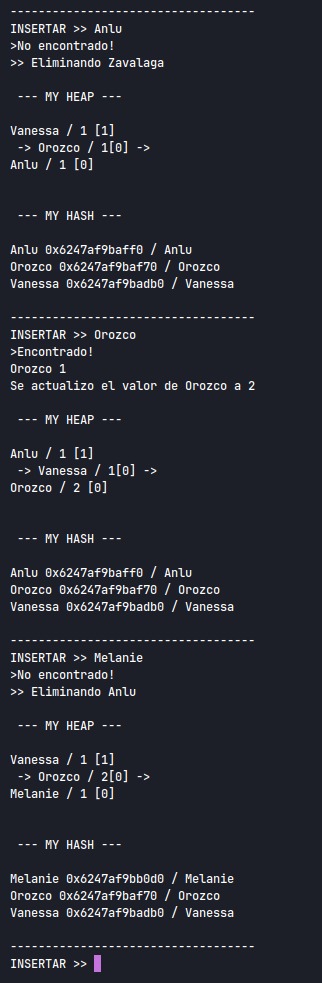 -----------------------------------
INSERTAR >> Anlu
>No encontrado!
>> Eliminando Zavalaga
--- MY HEAP ---
Vanessa / 1 [1]
-> Orozco / 1[0] ->
Anlu / 1 [0]
--- MY HASH ---
Anlu 0x6247af9baff0 / Anlu
Orozco 0x6247af9baf70 / Orozco
Vanessa 0x6247af9badb0 / Vanessa
-----------------------------------
INSERTAR >> Orozco
>Encontrado!
Orozco 1
Se actualizo el valor de Orozco a 2
--- MY HEAP ---
Anlu / 1 [1]
-> Vanessa / 1[0] ->
Orozco / 2 [0]
--- MY HASH ---
Anlu 0x6247af9baff0 / Anlu
Orozco 0x6247af9baf70 / Orozco
Vanessa 0x6247af9badb0 / Vanessa
-----------------------------------
INSERTAR >> Melanie
>No encontrado!
>> Eliminando Anlu
--- MY HEAP ---
Vanessa / 1 [1]
-> Orozco / 2[0] ->
Melanie / 1 [0]
--- MY HASH ---
Melanie 0x6247af9bb0d0 / Melanie
Orozco 0x6247af9baf70 / Orozco
Vanessa 0x6247af9badb0 / Vanessa
-----------------------------------
INSERTAR >>